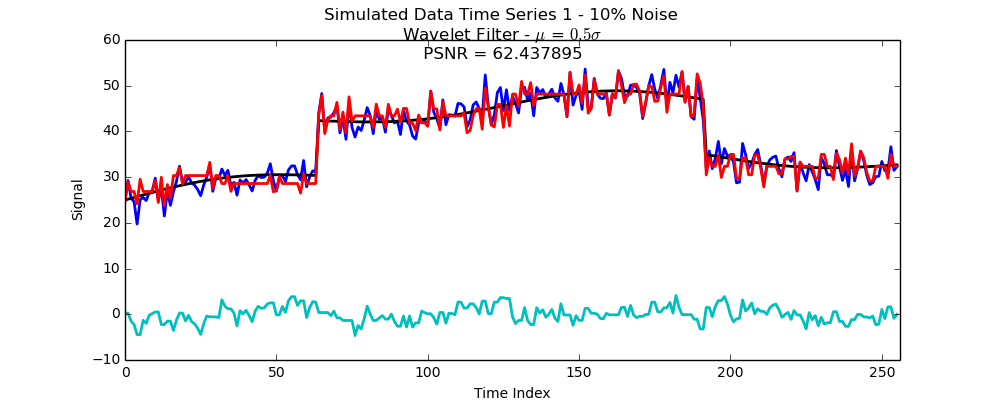 Simulated Data Time Series 1 - 10% Noise
Wavelet Filter - μ = 0.5σ
PSNR = 62.437895
60
50
40
30
20
10
0
−10
Signal
0 50 100 150 200 250
Time Index